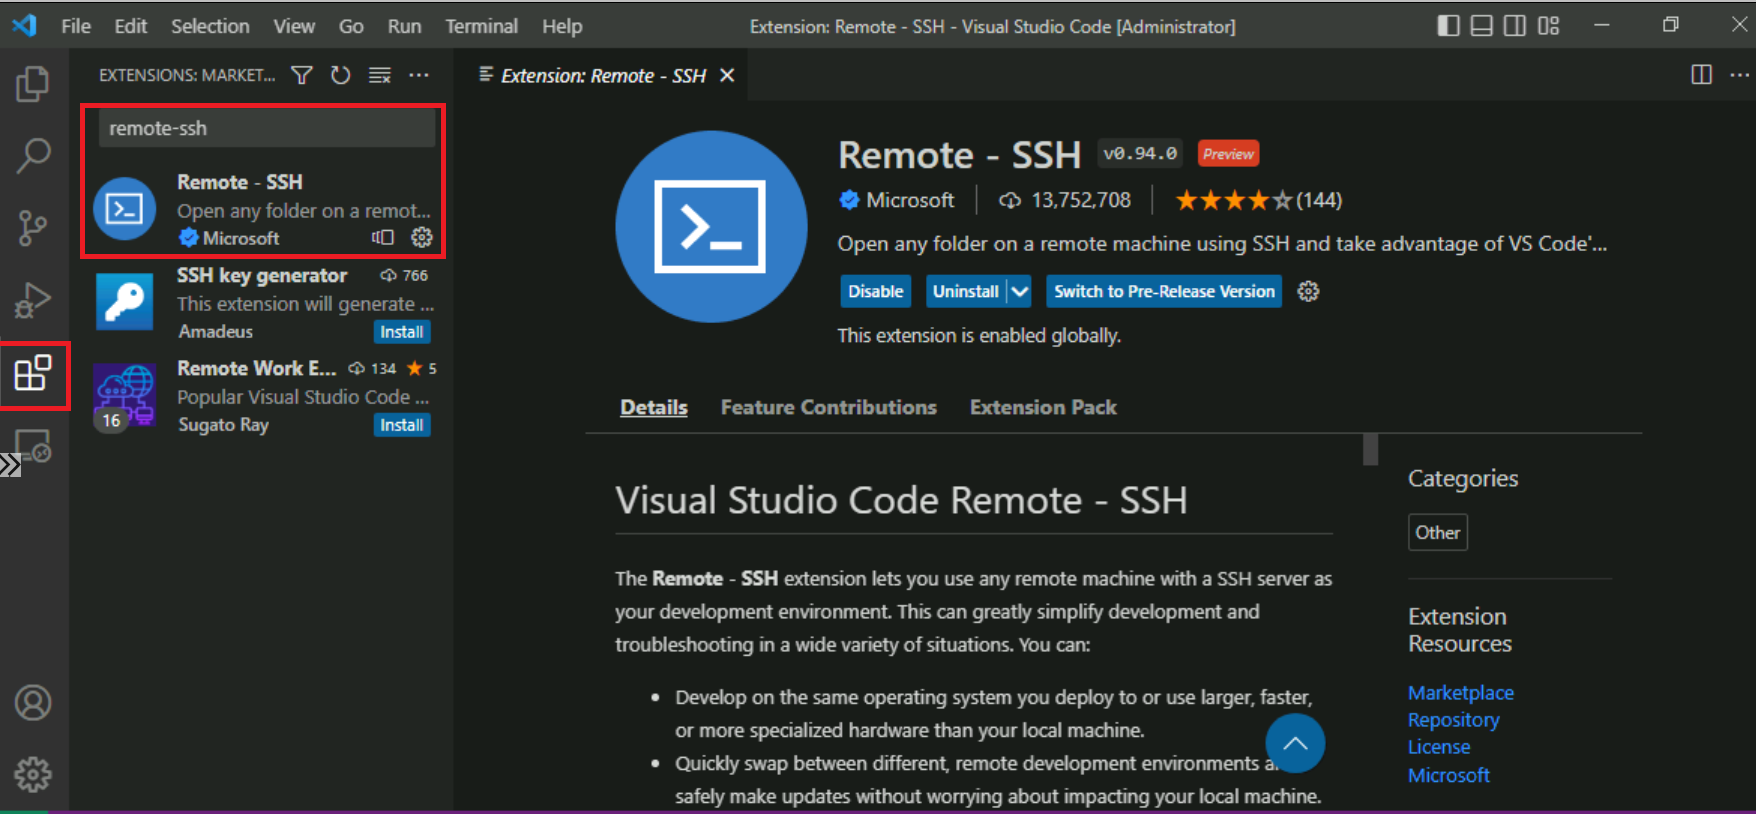 File Edit Selection View Go Run Terminal Help
Extension: Remote - SSH - Visual Studio Code [Administrator]
EXTENSIONS: MARKET...
Extension: Remote - SSH
remote-ssh
Remote - SSH
Open any folder on a remot...
Microsoft
SSH key generator 766
This extension will generate ...
Amadeus Install
Remote Work E... 134 5
Popular Visual Studio Code ...
16
Sugato Ray Install
Remote - SSH v0.94.0 Preview
Microsoft 13,752,708 (144)
Open any folder on a remote machine using SSH and take advantage of VS Code'...
Disable Uninstall Switch to Pre-Release Version
This extension is enabled globally.
Details Feature Contributions Extension Pack
Visual Studio Code Remote - SSH
The Remote - SSH extension lets you use any remote machine with a SSH server as
your development environment. This can greatly simplify development and
troubleshooting in a wide variety of situations. You can:
• Develop on the same operating system you deploy to or use larger, faster,
or more specialized hardware than your local machine.
• Quickly swap between different, remote development environments
safely make updates without worrying about impacting your local machine.
Categories
Other
Extension
Resources
Marketplace
Repository
License
Microsoft